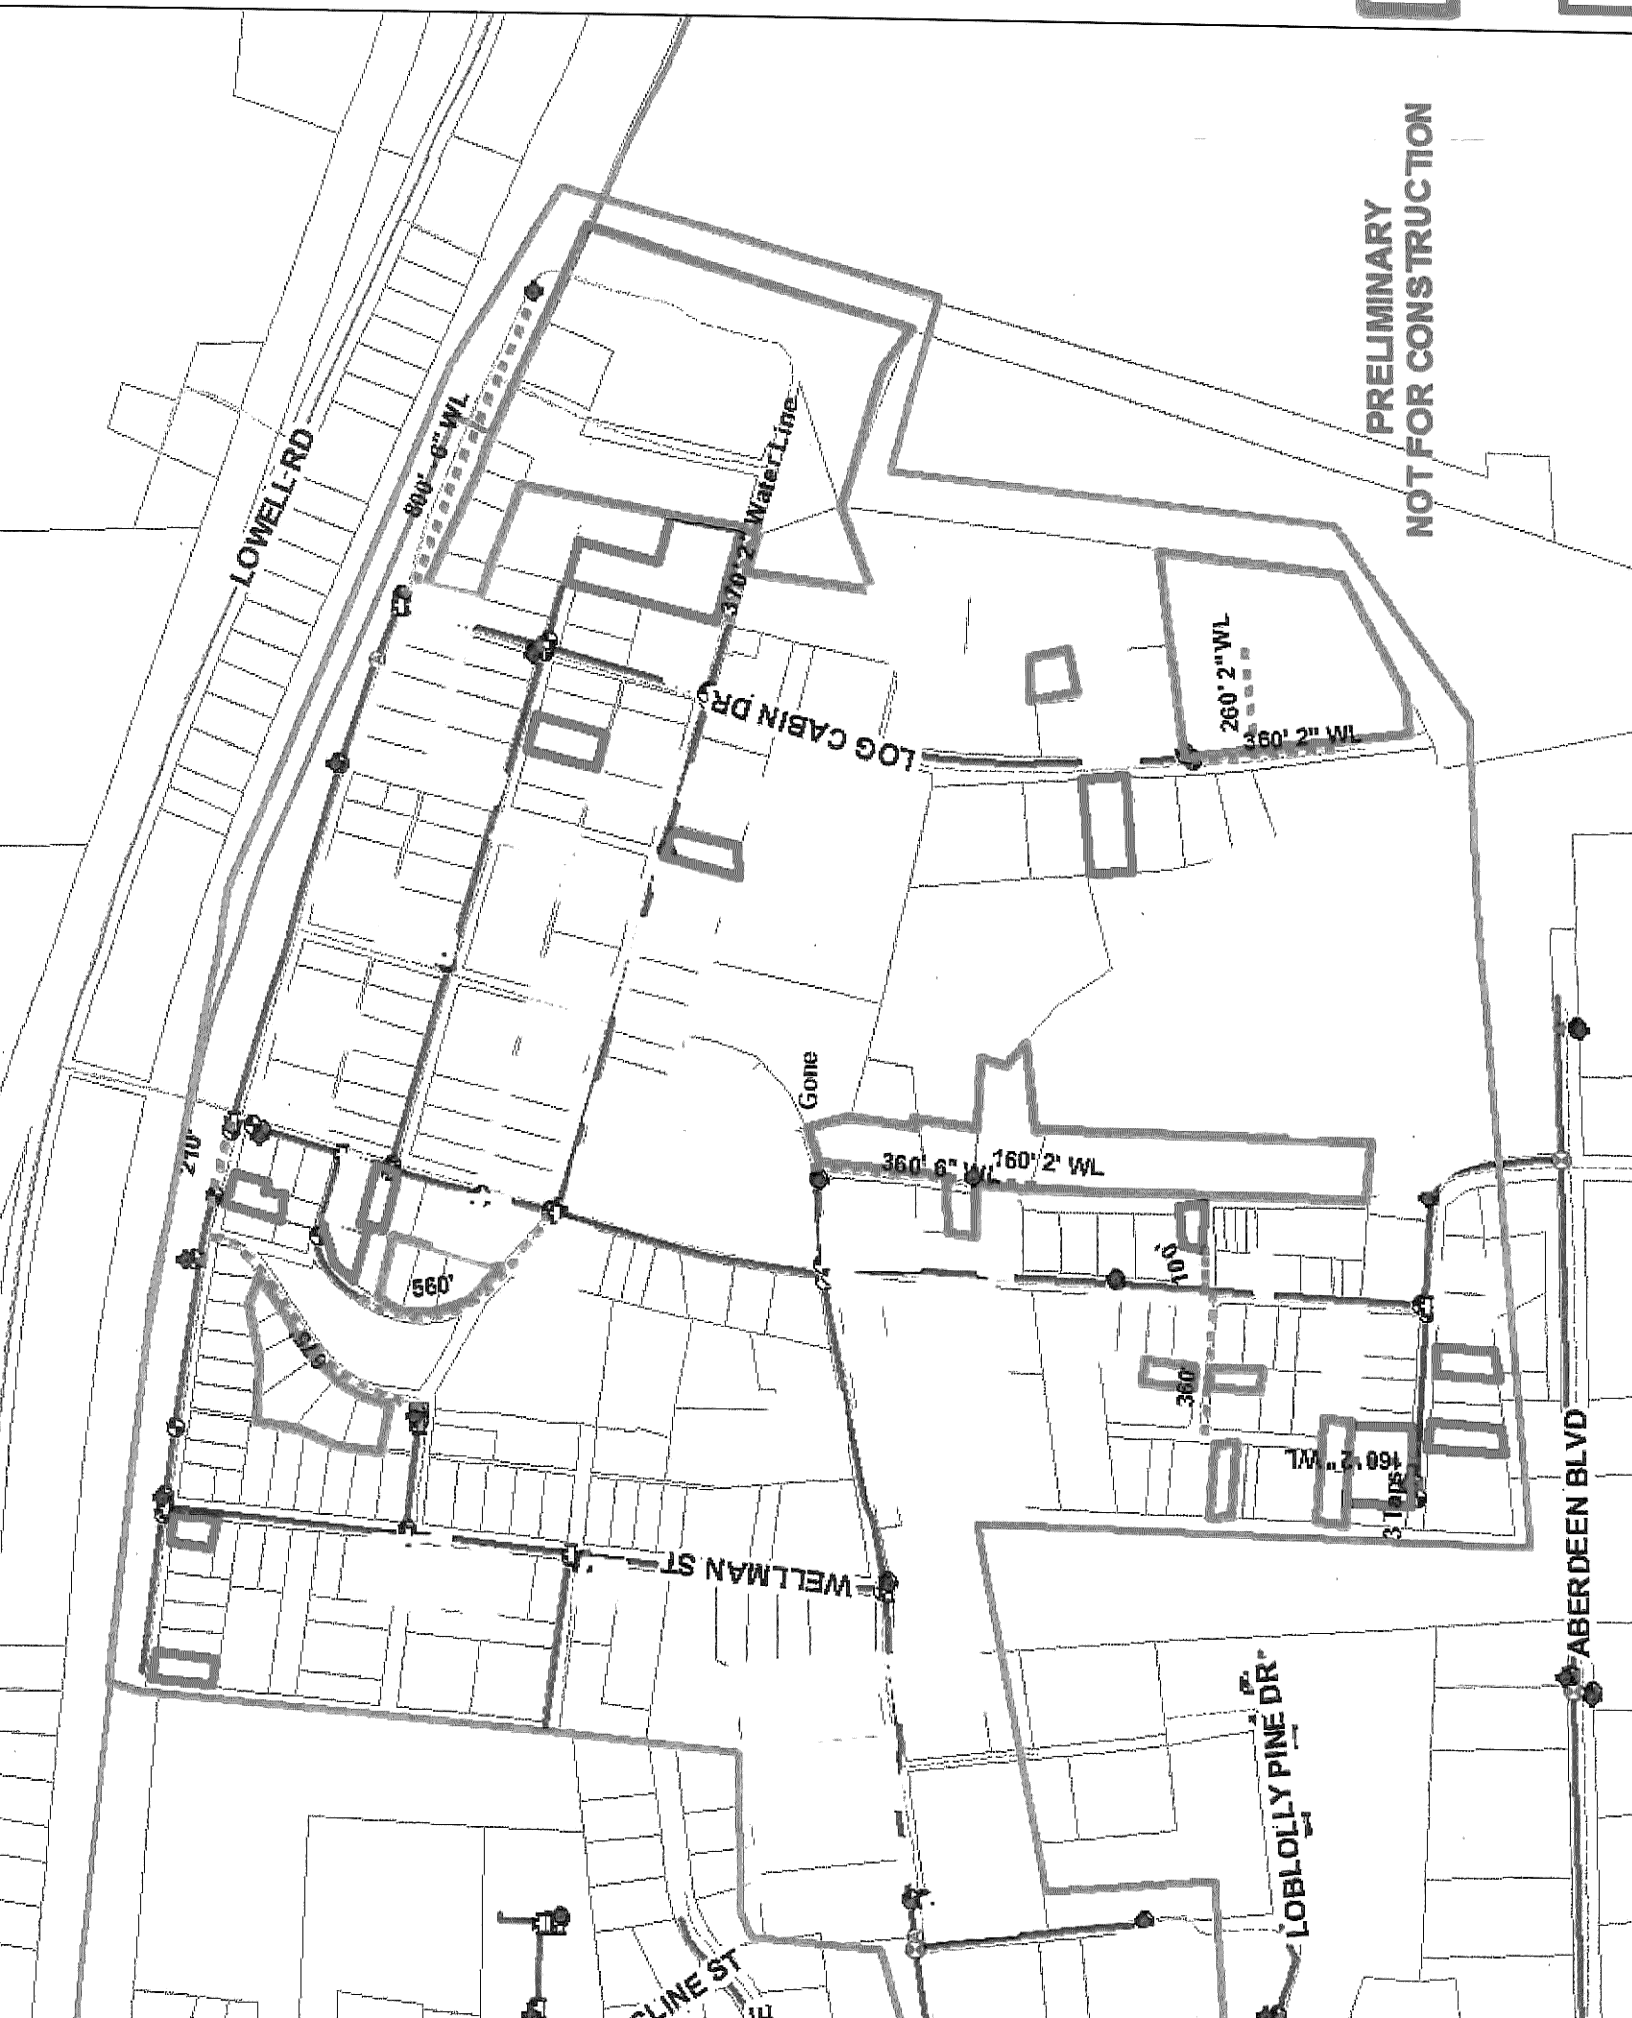 PRELIMINARY
NOT FOR CONSTRUCTION
LOWELL RD
800' 6" WL
370' 2" Water Line
LOG CABIN DR
260' 2" WL
360' 2" WL
Gone
210'
360' 6" WL
160' 2" WL
560'
360'
160' 2" WL
3 Taps
WELLMAN ST
ABERDEEN BLVD
LOBLOLLY PINE DR
CLINE ST